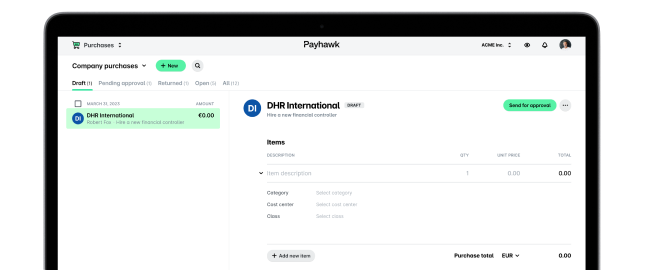 Purchases
Payhawk
ACME Inc.
Company purchases
+ New
Draft (1) Pending approval (1) Returned (1) Open (0) All (13)
MARCH 31, 2023 AMOUNT
DI DHR International €0.00
Robert Fox · Hire a new financial controller
DI DHR International DRAFT
Hire a new financial controller
Send for approval
Items
DESCRIPTION QTY UNIT PRICE TOTAL
Item description 1 0.00 0.00
Category Select category
Cost center Select cost center
Class Select class
+ Add new item
Purchase total EUR 0.00